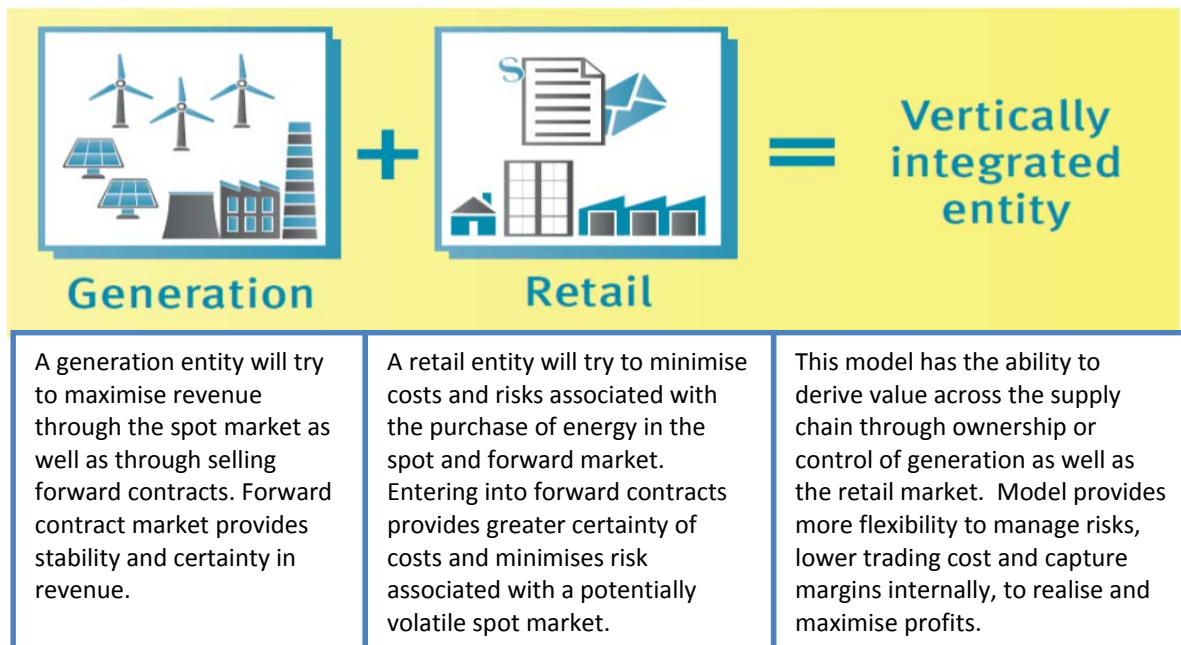 $
+
=
Vertically
integrated
entity
Generation
Retail
A generation entity will try
to maximise revenue
through the spot market as
well as through selling
forward contracts. Forward
contract market provides
stability and certainty in
revenue.
A retail entity will try to minimise
costs and risks associated with
the purchase of energy in the
spot and forward market.
Entering into forward contracts
provides greater certainty of
costs and minimises risk
associated with a potentially
volatile spot market.
This model has the ability to
derive value across the supply
chain through ownership or
control of generation as well as
the retail market.  Model provides
more flexibility to manage risks,
lower trading cost and capture
margins internally, to realise and
maximise profits.